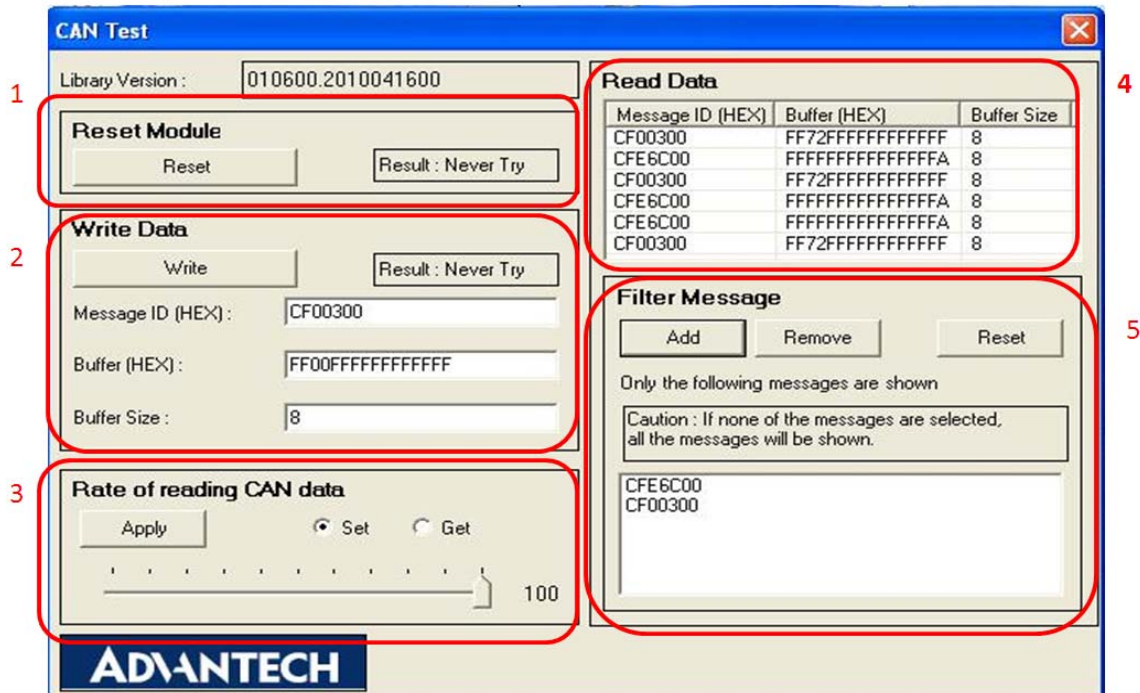 CAN Test
Library Version : 010600.2010041600
1
Reset Module
Reset Result : Never Try
2
Write Data
Write Result : Never Try
Message ID (HEX) : CF00300
Buffer (HEX) : FF00FFFFFFFFFFFF
Buffer Size : 8
3
Rate of reading CAN data
Apply Set Get
100
ADVANTECH
4
Read Data
Message ID (HEX) Buffer (HEX) Buffer Size
CF00300 FF72FFFFFFFFFFFF 8
CFE6C00 FFFFFFFFFFFFFFFA 8
CF00300 FF72FFFFFFFFFFFF 8
CFE6C00 FFFFFFFFFFFFFFFA 8
CFE6C00 FFFFFFFFFFFFFFFA 8
CF00300 FF72FFFFFFFFFFFF 8
5
Filter Message
Add Remove Reset
Only the following messages are shown
Caution : If none of the messages are selected,
all the messages will be shown.
CFE6C00
CF00300